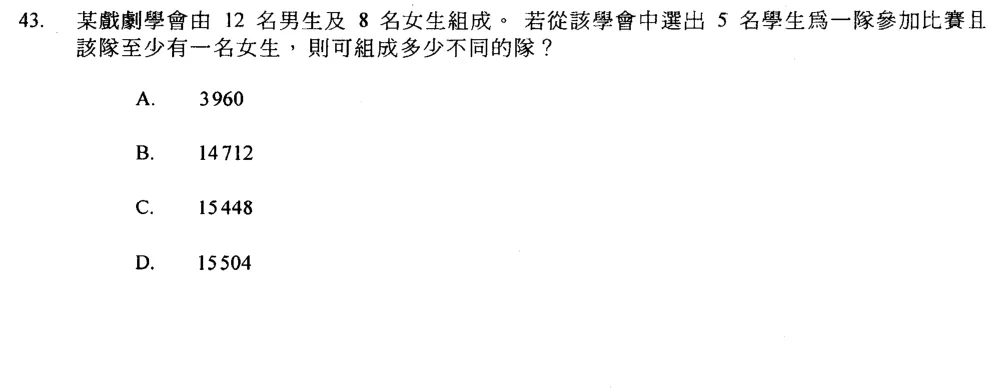 43. 某戲劇學會由 12 名男生及 8 名女生組成。 若從該學會中選出 5 名學生爲一隊參加比賽且
該隊至少有一名女生，則可組成多少不同的隊？
A. 3960
B. 14712
C. 15448
D. 15504